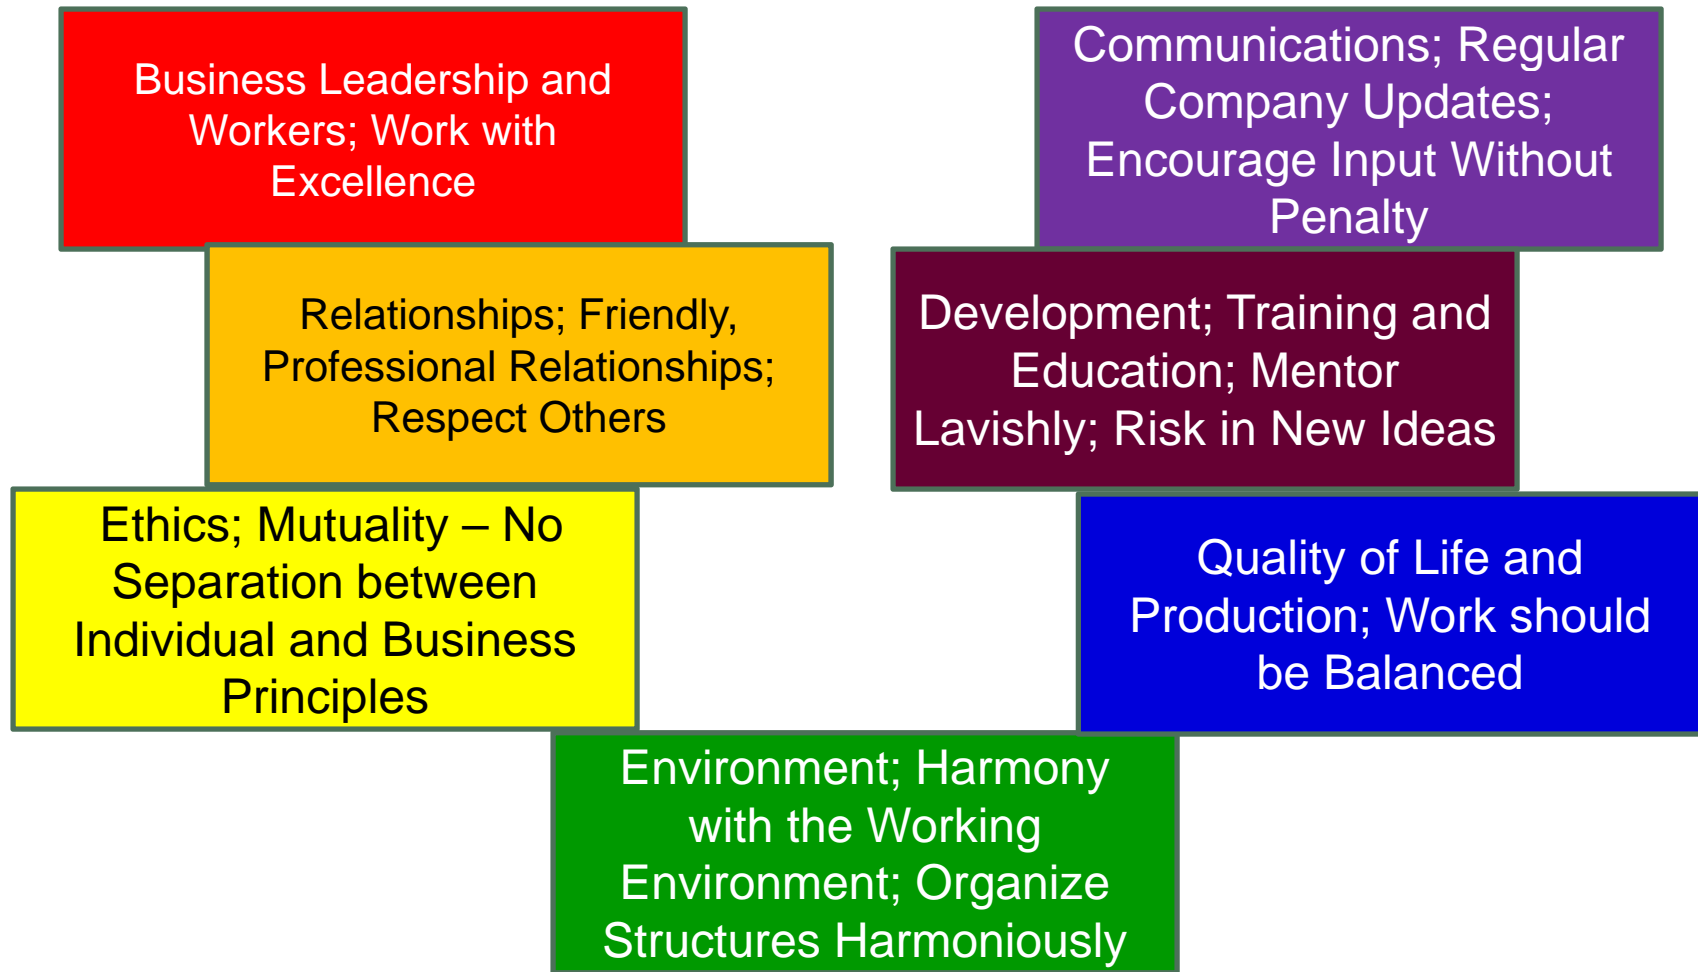 Business Leadership and
Workers; Work with
Excellence
Relationships; Friendly,
Professional Relationships;
Respect Others
Ethics; Mutuality – No
Separation between
Individual and Business
Principles
Environment; Harmony
with the Working
Environment; Organize
Structures Harmoniously
Quality of Life and
Production; Work should
be Balanced
Development; Training and
Education; Mentor
Lavishly; Risk in New Ideas
Communications; Regular
Company Updates;
Encourage Input Without
Penalty